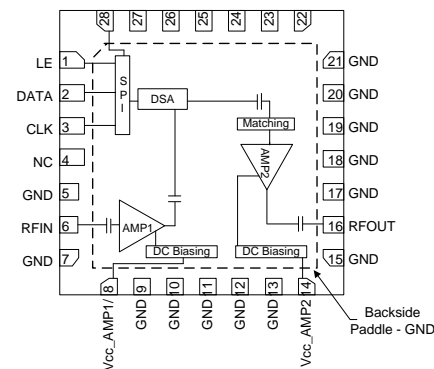 28 27 26 25 24 23 22
LE 1
DATA 2
CLK 3
NC 4
GND 5
RFIN 6
GND 7
SPI
DSA
Matching
AMP2
AMP1
DC Biasing
DC Biasing
21 GND
20 GND
19 GND
18 GND
17 GND
16 RFOUT
15 GND
8 9 10 11 12 13 14
Vcc_AMP1/
GND
GND
GND
GND
GND
Vcc_AMP2
Backside
Paddle - GND